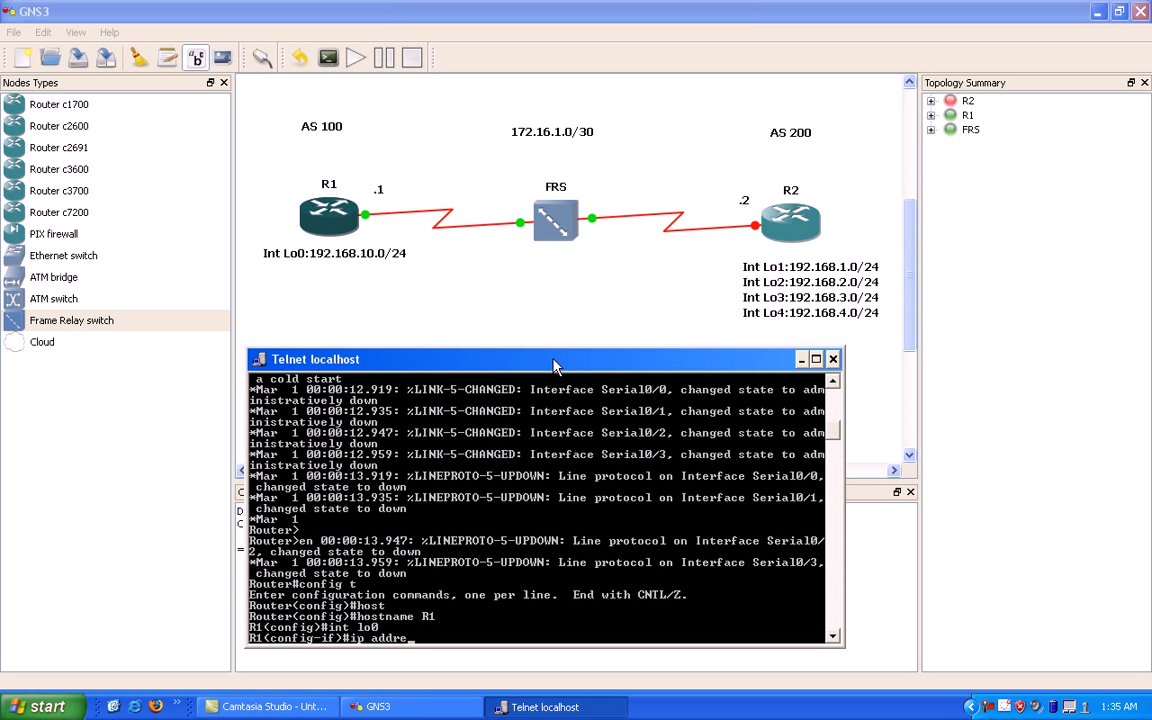 GNS3
File Edit View Help
Nodes Types
Router c1700
Router c2600
Router c2691
Router c3600
Router c3700
Router c7200
PIX firewall
Ethernet switch
ATM bridge
ATM switch
Frame Relay switch
Cloud
AS 100
172.16.1.0/30
AS 200
R1
.1
FRS
.2
R2
Int Lo0:192.168.10.0/24
Int Lo1:192.168.1.0/24
Int Lo2:192.168.2.0/24
Int Lo3:192.168.3.0/24
Int Lo4:192.168.4.0/24
Topology Summary
R2
R1
FRS
Telnet localhost
a cold start
*Mar 1 00:00:12.919: %LINK-5-CHANGED: Interface Serial0/0, changed state to adm
inistratively down
*Mar 1 00:00:12.935: %LINK-5-CHANGED: Interface Serial0/1, changed state to adm
inistratively down
*Mar 1 00:00:12.947: %LINK-5-CHANGED: Interface Serial0/2, changed state to adm
inistratively down
*Mar 1 00:00:12.959: %LINK-5-CHANGED: Interface Serial0/3, changed state to adm
inistratively down
*Mar 1 00:00:13.919: %LINEPROTO-5-UPDOWN: Line protocol on Interface Serial0/0,
changed state to down
*Mar 1 00:00:13.935: %LINEPROTO-5-UPDOWN: Line protocol on Interface Serial0/1,
changed state to down
*Mar 1
Router>
Router>en 00:00:13.947: %LINEPROTO-5-UPDOWN: Line protocol on Interface Serial0/
2, changed state to down
*Mar 1 00:00:13.959: %LINEPROTO-5-UPDOWN: Line protocol on Interface Serial0/3,
changed state to down
Router#config t
Enter configuration commands, one per line. End with CNTL/Z.
Router(config)#host
Router(config)#hostname R1
R1(config)#int lo0
R1(config-if)#ip addre_
start
Camtasia Studio - Unt...
GNS3
Telnet localhost
1:35 AM